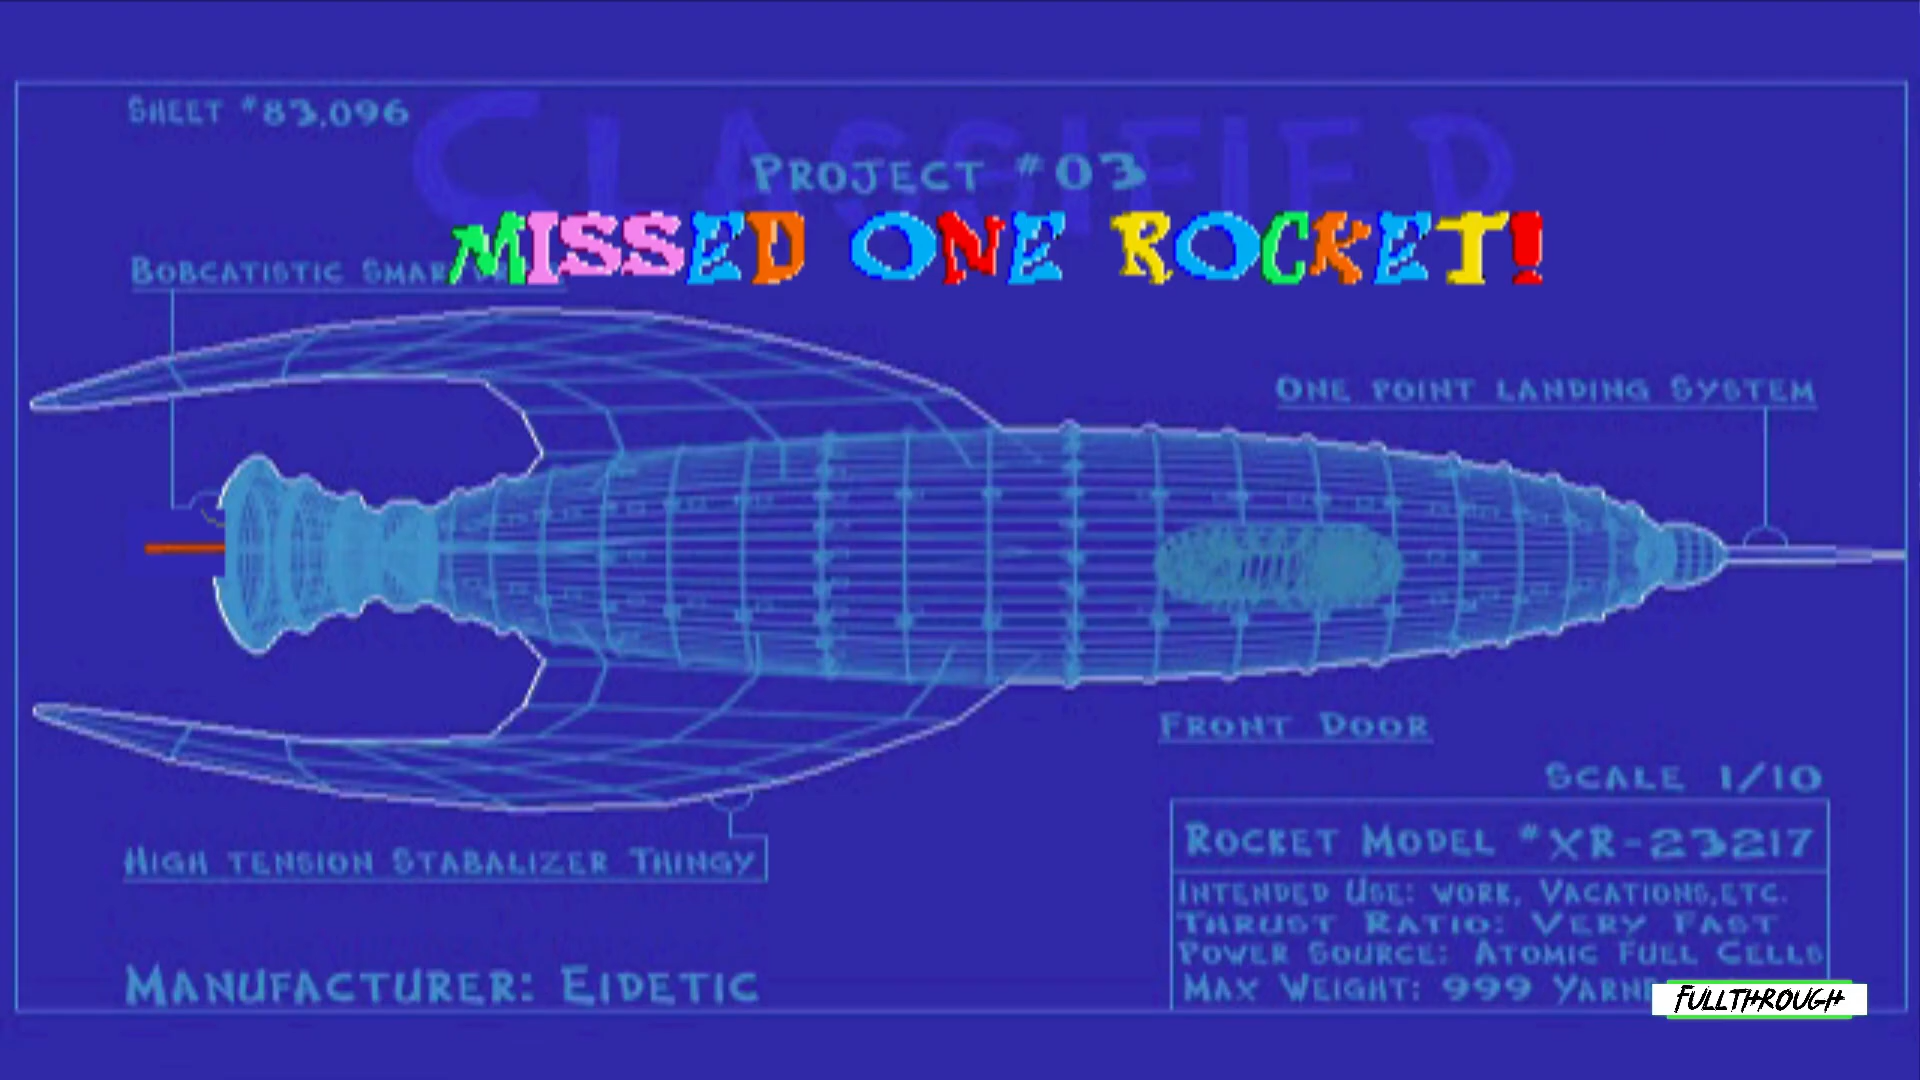 SHEET #83,096
CLASSIFIED
PROJECT #03
MISSED ONE ROCKET!
BOBCATISTIC
ONE POINT LANDING SYSTEM
FRONT DOOR
SCALE 1/10
ROCKET MODEL #XR-23217
HIGH TENSION STABALIZER THINGY
INTENDED USE: WORK, VACATIONS,ETC.
THRUST RATIO: VERY FAST
POWER SOURCE: ATOMIC FUEL CELLS
MANUFACTURER: EIDETIC
MAX WEIGHT: 999
FULLTHROUGH